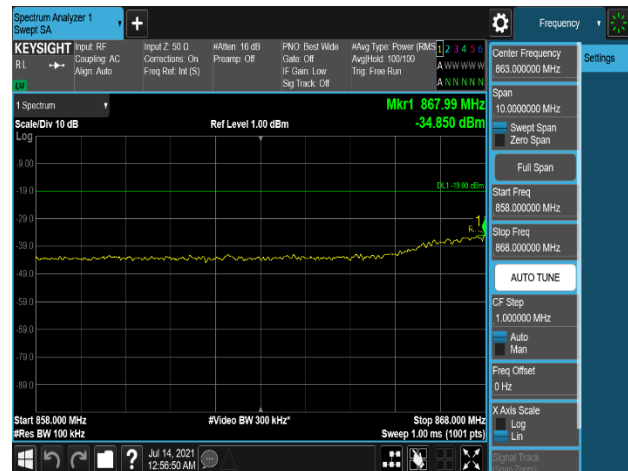 Spectrum Analyzer 1
Swept SA
Frequency
KEYSIGHT
RL
Input: RF
Coupling: AC
Align: Auto
Input Z: 50 Ω
Corrections: On
Freq Ref: Int (S)
#Atten: 16 dB
Preamp: Off
PNO: Best Wide
Gate: Off
IF Gain: Low
Sig Track: Off
#Avg Type: Power (RMS
Avg|Hold: 100/100
Trig: Free Run
1 2 3 4 5 6
A W W W W W
A N N N N N
1 Spectrum
Scale/Div 10 dB
Log
Ref Level 1.00 dBm
Mkr1 867.99 MHz
-34.850 dBm
-9.00
-19.0
-29.0
-39.0
-49.0
-59.0
-69.0
-79.0
-89.0
DL1 -19.00 dBm
1
Start 858.000 MHz
#Res BW 100 kHz
#Video BW 300 kHz*
Stop 868.000 MHz
Sweep 1.00 ms (1001 pts)
Jul 14, 2021
12:56:50 AM
Center Frequency
863.000000 MHz
Span
10.0000000 MHz
Swept Span
Zero Span
Full Span
Start Freq
858.000000 MHz
Stop Freq
868.000000 MHz
AUTO TUNE
CF Step
1.000000 MHz
Auto
Man
Freq Offset
0 Hz
X Axis Scale
Log
Lin
Signal Track
(Span Zoom)
Settings